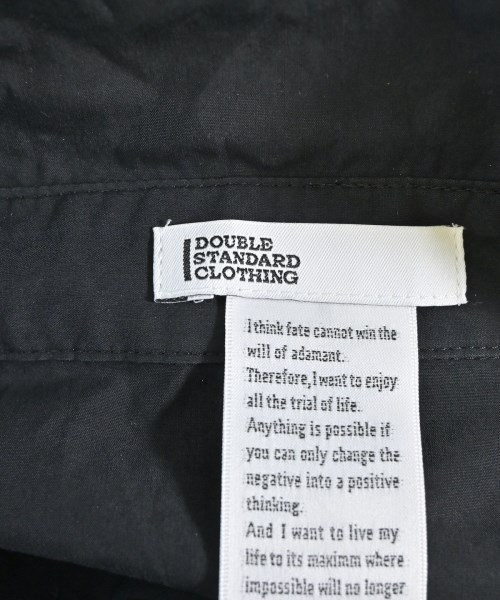 DOUBLE
STANDARD
CLOTHING
I think fate cannot win the
will of adamant.
Therefore, I want to enjoy
all the trial of life.
Anything is possible if
you can only change the
negative into a positive
thinking.
And I want to live my
life to its maximm where
impossible will no longer